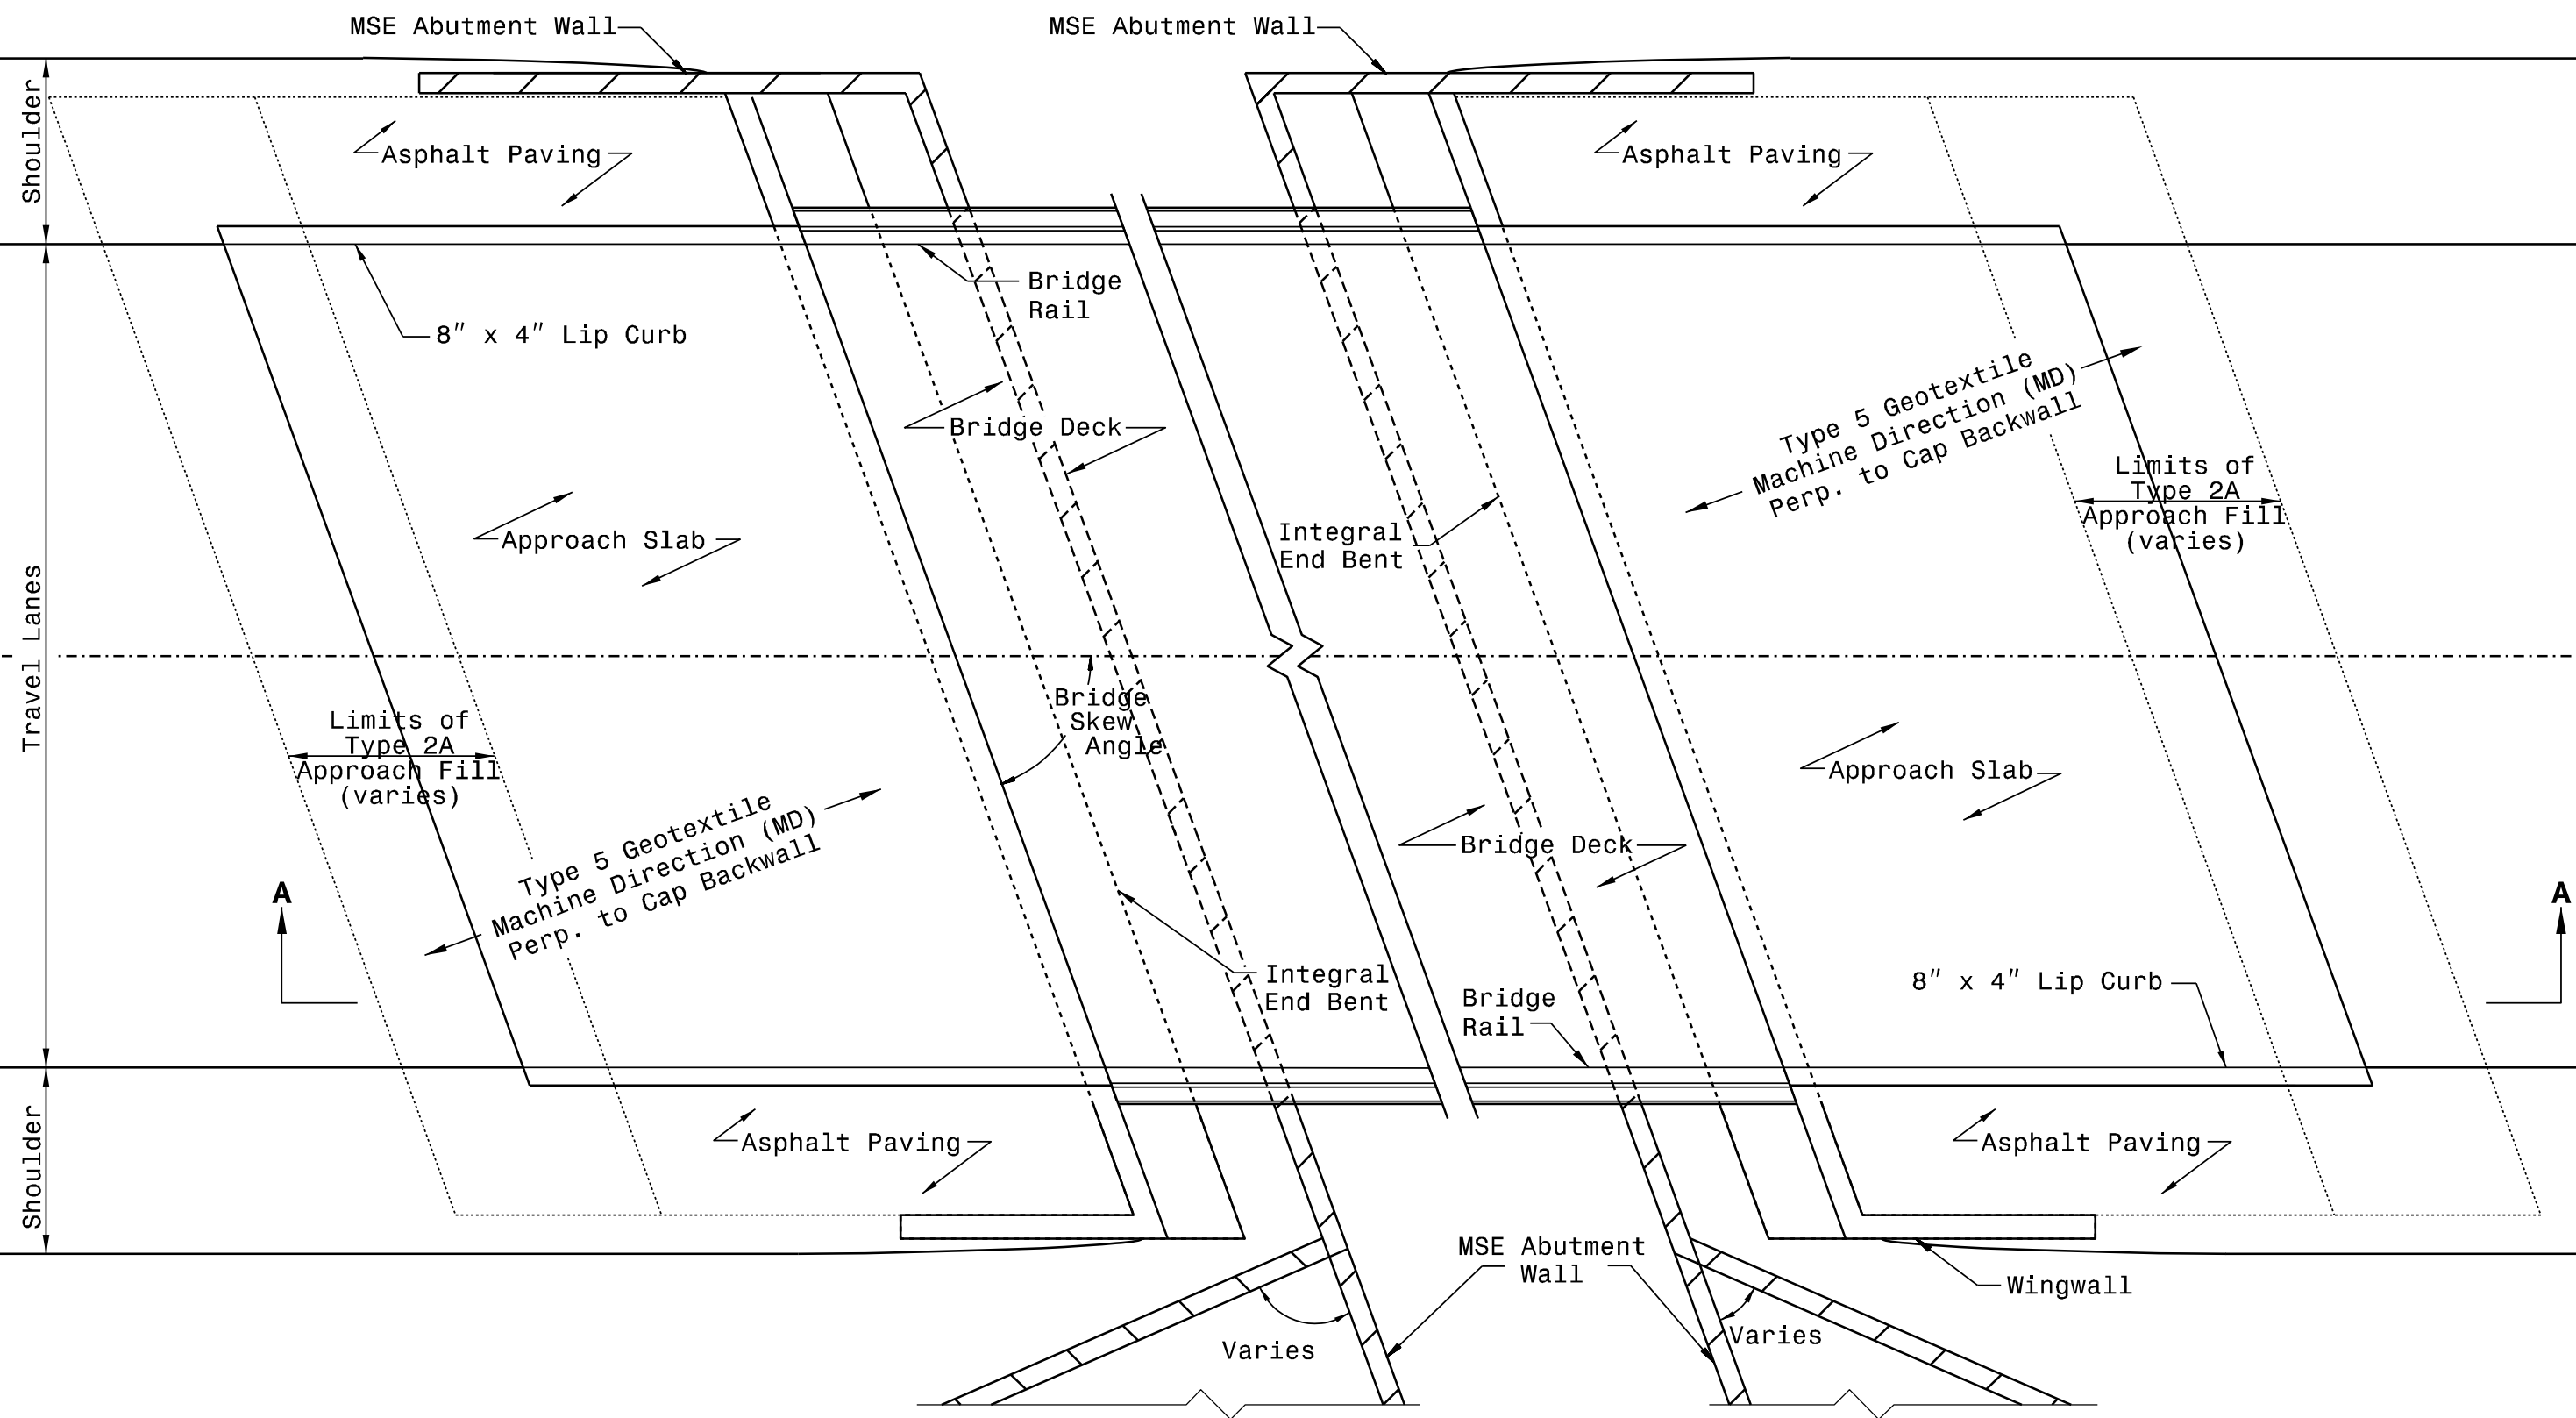 MSE Abutment Wall
MSE Abutment Wall
Shoulder
Asphalt Paving
Asphalt Paving
Bridge
Rail
8" x 4" Lip Curb
Type 5 Geotextile
Machine Direction (MD)
Perp. to Cap Backwall
Bridge Deck
Limits of
Type 2A
Approach Fill
(varies)
Approach Slab
Integral
End Bent
Travel Lanes
Bridge
Skew
Angle
Limits of
Type 2A
Approach Fill
(varies)
Approach Slab
Type 5 Geotextile
Machine Direction (MD)
Perp. to Cap Backwall
Bridge Deck
A
A
Integral
End Bent
8" x 4" Lip Curb
Bridge
Rail
Shoulder
Asphalt Paving
Asphalt Paving
MSE Abutment
Wall
Wingwall
Varies
Varies